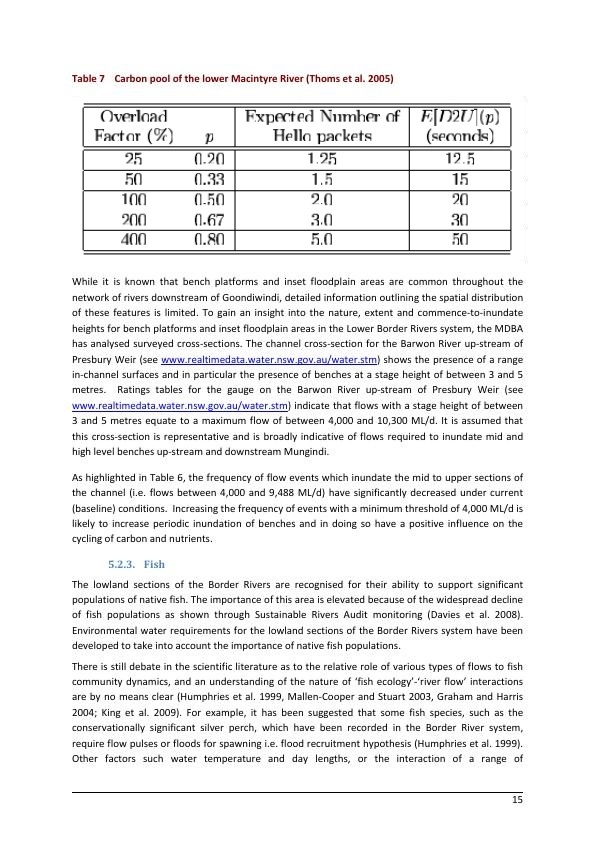 Table 7 Carbon pool of the lower Macintyre River (Thoms et al. 2005)
Overload Factor (%) p Expected Number of Hello packets E[D2U](p) (seconds)
25 0.20 1.25 12.5
50 0.33 1.5 15
100 0.50 2.0 20
200 0.67 3.0 30
400 0.80 5.0 50
While it is known that bench platforms and inset floodplain areas are common throughout the
network of rivers downstream of Goondiwindi, detailed information outlining the spatial distribution
of these features is limited. To gain an insight into the nature, extent and commence-to-inundate
heights for bench platforms and inset floodplain areas in the Lower Border Rivers system, the MDBA
has analysed surveyed cross-sections. The channel cross-section for the Barwon River up-stream of
Presbury Weir (see www.realtimedata.water.nsw.gov.au/water.stm) shows the presence of a range
in-channel surfaces and in particular the presence of benches at a stage height of between 3 and 5
metres. Ratings tables for the gauge on the Barwon River up-stream of Presbury Weir (see
www.realtimedata.water.nsw.gov.au/water.stm) indicate that flows with a stage height of between
3 and 5 metres equate to a maximum flow of between 4,000 and 10,300 ML/d. It is assumed that
this cross-section is representative and is broadly indicative of flows required to inundate mid and
high level benches up-stream and downstream Mungindi.
As highlighted in Table 6, the frequency of flow events which inundate the mid to upper sections of
the channel (i.e. flows between 4,000 and 9,488 ML/d) have significantly decreased under current
(baseline) conditions. Increasing the frequency of events with a minimum threshold of 4,000 ML/d is
likely to increase periodic inundation of benches and in doing so have a positive influence on the
cycling of carbon and nutrients.
5.2.3. Fish
The lowland sections of the Border Rivers are recognised for their ability to support significant
populations of native fish. The importance of this area is elevated because of the widespread decline
of fish populations as shown through Sustainable Rivers Audit monitoring (Davies et al. 2008).
Environmental water requirements for the lowland sections of the Border Rivers system have been
developed to take into account the importance of native fish populations.
There is still debate in the scientific literature as to the relative role of various types of flows to fish
community dynamics, and an understanding of the nature of ‘fish ecology’-‘river flow’ interactions
are by no means clear (Humphries et al. 1999, Mallen-Cooper and Stuart 2003, Graham and Harris
2004; King et al. 2009). For example, it has been suggested that some fish species, such as the
conservationally significant silver perch, which have been recorded in the Border River system,
require flow pulses or floods for spawning i.e. flood recruitment hypothesis (Humphries et al. 1999).
Other factors such water temperature and day lengths, or the interaction of a range of
15